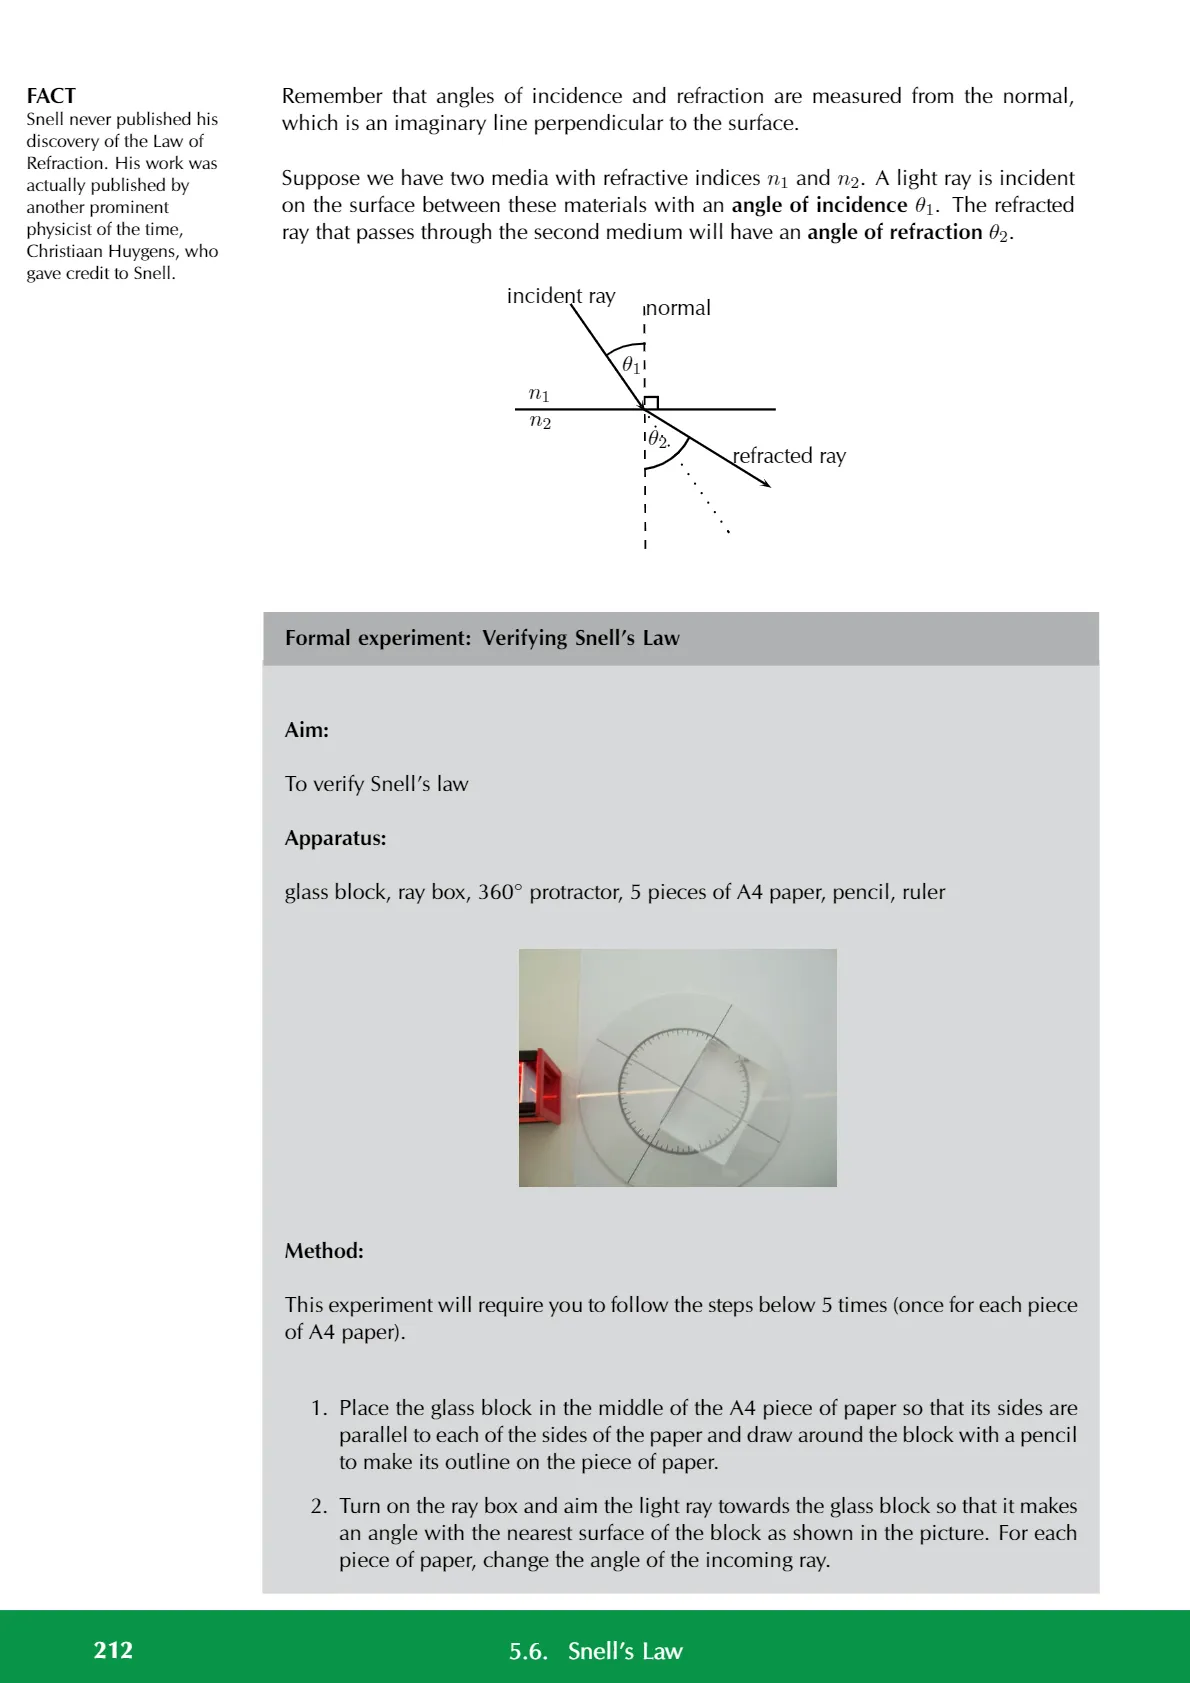 FACT
Snell never published his
discovery of the Law of
Refraction. His work was
actually published by
another prominent
physicist of the time,
Christiaan Huygens, who
gave credit to Snell.
Remember that angles of incidence and refraction are measured from the normal,
which is an imaginary line perpendicular to the surface.
Suppose we have two media with refractive indices n₁ and n₂. A light ray is incident
on the surface between these materials with an angle of incidence θ₁. The refracted
ray that passes through the second medium will have an angle of refraction θ₂.
incident ray
normal
θ₁
n₁
n₂
θ₂
refracted ray
Formal experiment: Verifying Snell’s Law
Aim:
To verify Snell’s law
Apparatus:
glass block, ray box, 360° protractor, 5 pieces of A4 paper, pencil, ruler
Method:
This experiment will require you to follow the steps below 5 times (once for each piece
of A4 paper).
1. Place the glass block in the middle of the A4 piece of paper so that its sides are
parallel to each of the sides of the paper and draw around the block with a pencil
to make its outline on the piece of paper.
2. Turn on the ray box and aim the light ray towards the glass block so that it makes
an angle with the nearest surface of the block as shown in the picture. For each
piece of paper, change the angle of the incoming ray.
212
5.6. Snell’s Law